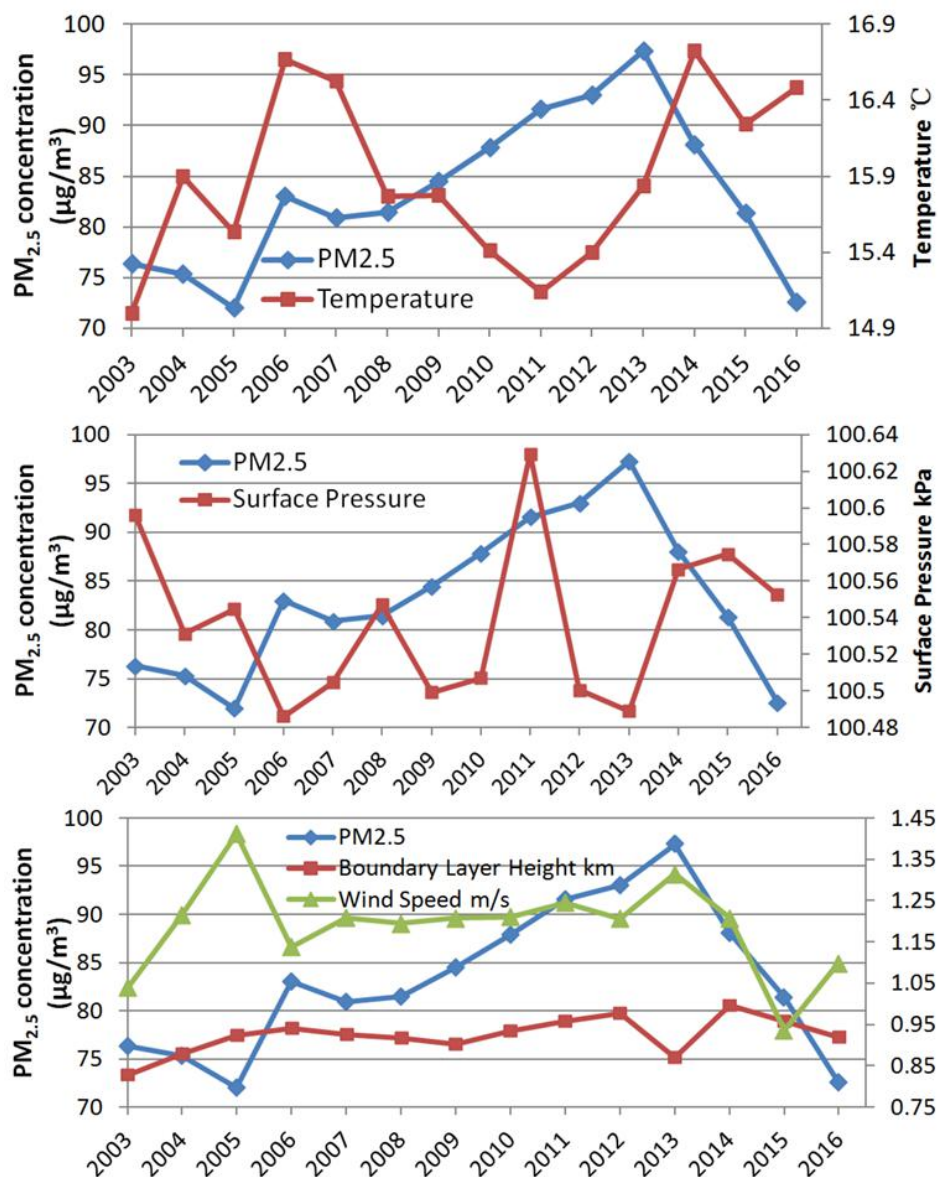 PM2.5 concentration
(μg/m³)
100
95
90
85
80
75
70
16.9
16.4
15.9
15.4
14.9
Temperature ℃
PM2.5
Temperature
2003 2004 2005 2006 2007 2008 2009 2010 2011 2012 2013 2014 2015 2016
PM2.5 concentration
(μg/m³)
100
95
90
85
80
75
70
100.64
100.62
100.6
100.58
100.56
100.54
100.52
100.5
100.48
Surface Pressure kPa
PM2.5
Surface Pressure
2003 2004 2005 2006 2007 2008 2009 2010 2011 2012 2013 2014 2015 2016
PM2.5 concentration
(μg/m³)
100
95
90
85
80
75
70
1.45
1.35
1.25
1.15
1.05
0.95
0.85
0.75
PM2.5
Boundary Layer Height km
Wind Speed m/s
2003 2004 2005 2006 2007 2008 2009 2010 2011 2012 2013 2014 2015 2016